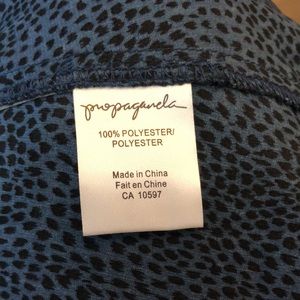 propaganda
100% POLYESTER/
POLYESTER
Made in China
Fait en Chine
CA 10597